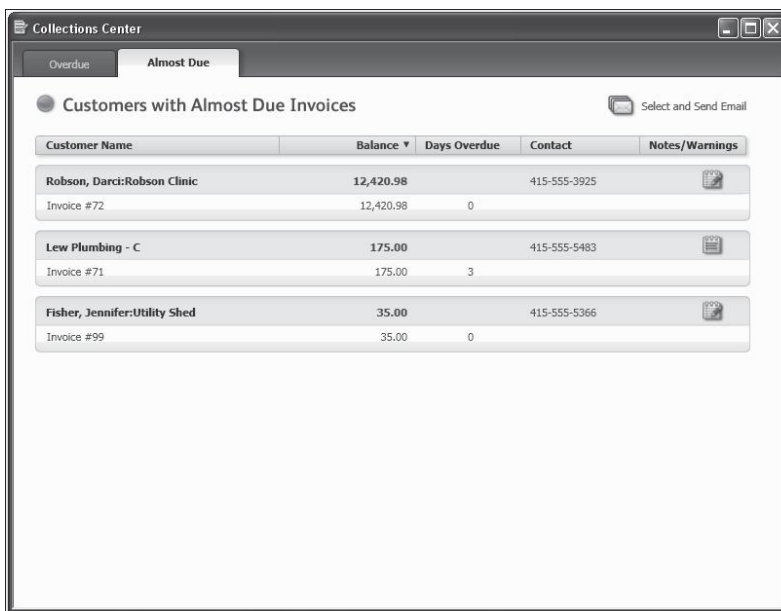 Collections Center
Overdue Almost Due
Customers with Almost Due Invoices Select and Send Email
Customer Name Balance Days Overdue Contact Notes/Warnings
Robson, Darci:Robson Clinic 12,420.98 415-555-3925
Invoice #72 12,420.98 0
Lew Plumbing - C 175.00 415-555-5483
Invoice #71 175.00 3
Fisher, Jennifer:Utility Shed 35.00 415-555-5366
Invoice #99 35.00 0